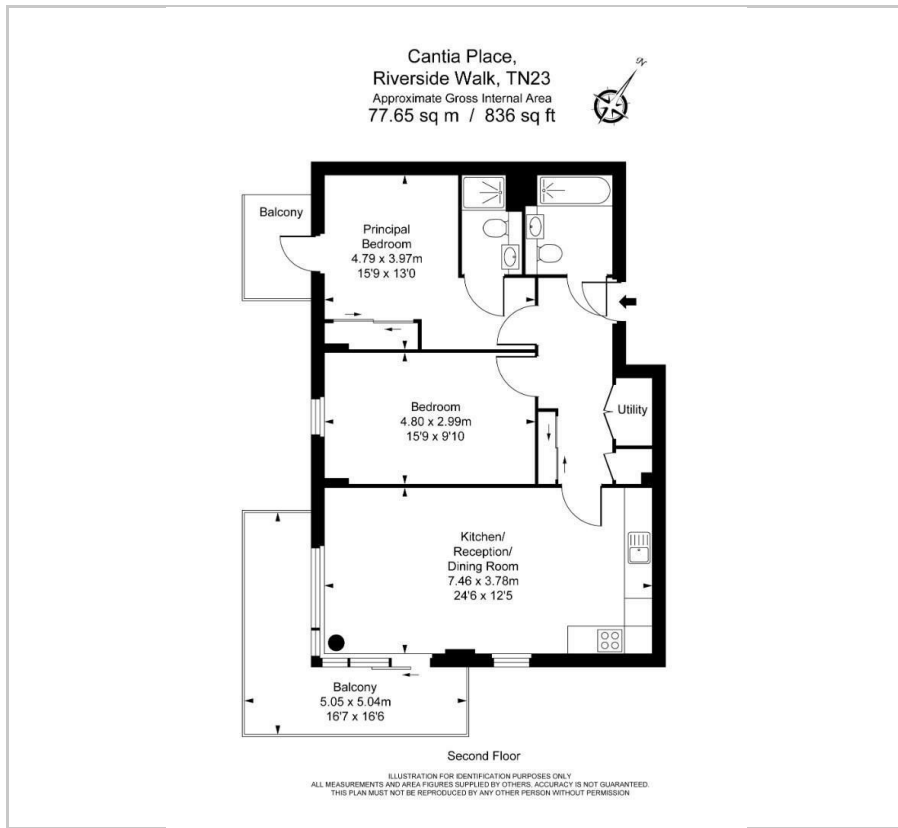 Cantia Place,
Riverside Walk, TN23
Approximate Gross Internal Area
77.65 sq m / 836 sq ft
N
Balcony
Principal
Bedroom
4.79 x 3.97m
15'9 x 13'0
Bedroom
4.80 x 2.99m
15'9 x 9'10
Utility
Kitchen/
Reception/
Dining Room
7.46 x 3.78m
24'6 x 12'5
Balcony
5.05 x 5.04m
16'7 x 16'6
Second Floor
ILLUSTRATION FOR IDENTIFICATION PURPOSES ONLY
ALL MEASUREMENTS AND AREA FIGURES SUPPLIED BY OTHERS. ACCURACY IS NOT GUARANTEED.
THIS PLAN MUST NOT BE REPRODUCED BY ANY OTHER PERSON WITHOUT PERMISSION